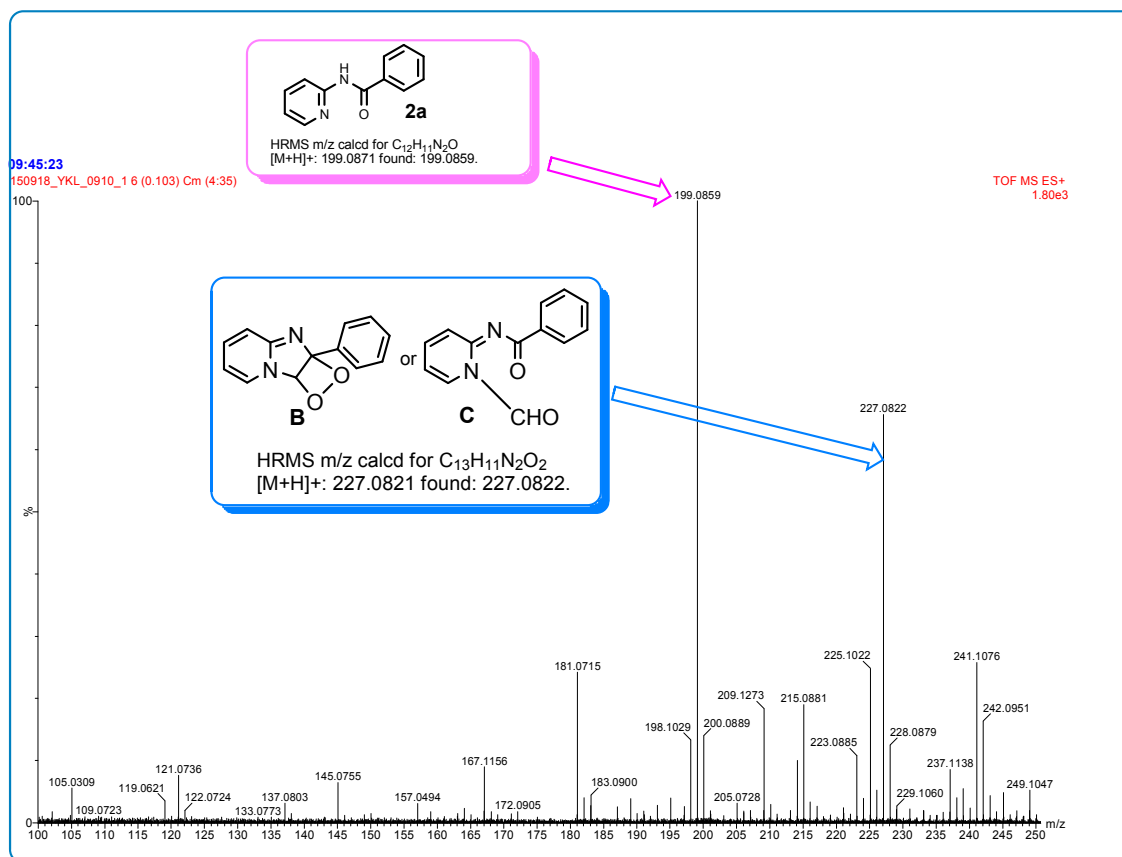 H
N
N
O
2a
HRMS m/z calcd for C12H11N2O
[M+H]+: 199.0871 found: 199.0859.
09:45:23
150918_YKL_0910_1 6 (0.103) Cm (4:35)
TOF MS ES+
1.80e3
100
199.0859
N
N
O
O
B
or
N
N
O
CHO
C
HRMS m/z calcd for C13H11N2O2
[M+H]+: 227.0821 found: 227.0822.
227.0822
%
181.0715
225.1022
241.1076
209.1273
215.0881
242.0951
198.1029
200.0889
223.0885
228.0879
167.1156
237.1138
121.0736
105.0309
119.0621
145.0755
183.0900
249.1047
109.0723
122.0724
133.0773
137.0803
157.0494
172.0905
205.0728
229.1060
0
100 105 110 115 120 125 130 135 140 145 150 155 160 165 170 175 180 185 190 195 200 205 210 215 220 225 230 235 240 245 250
m/z